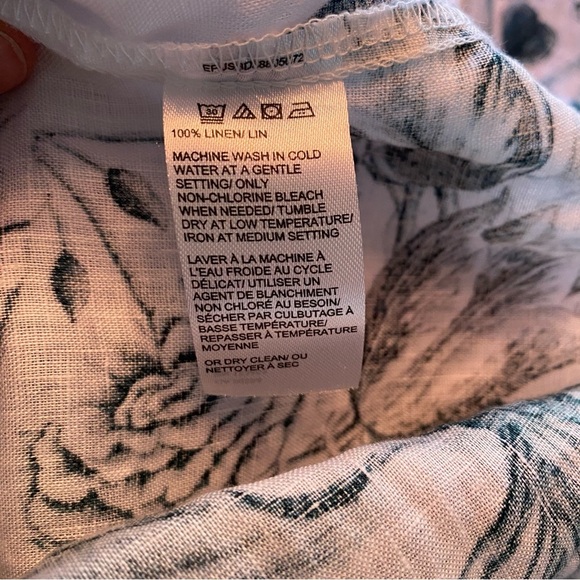 30
100% LINEN/ LIN
MACHINE WASH IN COLD
WATER AT A GENTLE
SETTING/ ONLY
NON-CHLORINE BLEACH
WHEN NEEDED/ TUMBLE
DRY AT LOW TEMPERATURE/
IRON AT MEDIUM SETTING
LAVER À LA MACHINE À
L'EAU FROIDE AU CYCLE
DÉLICAT/ UTILISER UN
AGENT DE BLANCHIMENT
NON CHLORÉ AU BESOIN/
SÉCHER PAR CULBUTAGE À
BASSE TEMPÉRATURE/
REPASSER À TEMPÉRATURE
MOYENNE
OR DRY CLEAN/ OU
NETTOYER À SEC